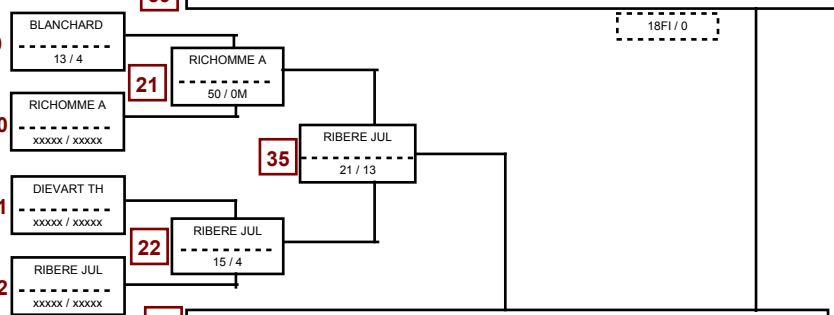 18FI / 0
BLANCHARD
13 / 4
21
RICHOMME A
50 / 0M
RICHOMME A
xxxxx / xxxxx
35
RIBERE JUL
21 / 13
DIEVART TH
xxxxx / xxxxx
22
RIBERE JUL
15 / 4
RIBERE JUL
xxxxx / xxxxx